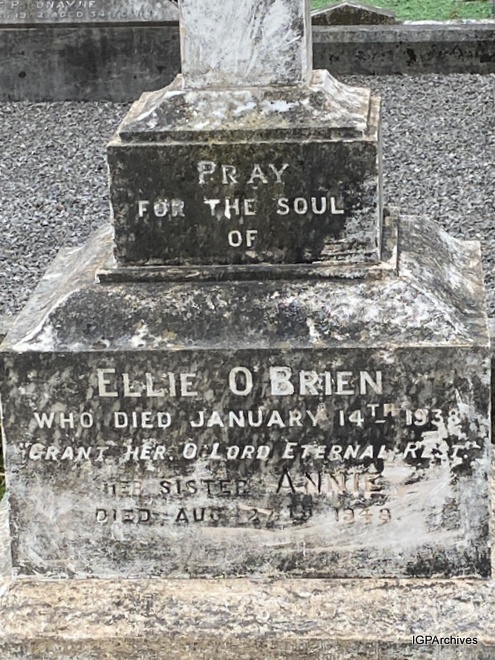 PRAY
FOR THE SOUL
OF
ELLIE O'BRIEN
WHO DIED JANUARY 14TH 1938
"GRANT HER, O LORD ETERNAL REST."
HER SISTER ANNIE
DIED AUG 1949
IGPArchives